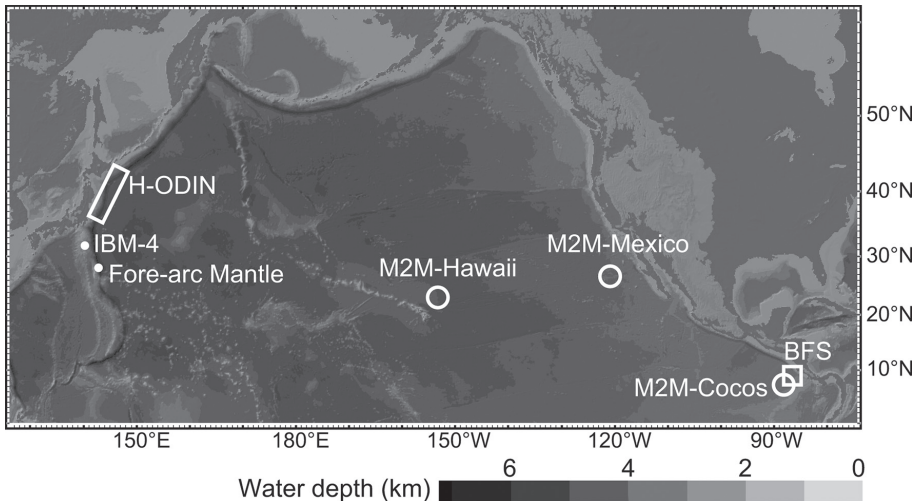 50°N
H-ODIN
40°N
IBM-4
M2M-Mexico
30°N
Fore-arc Mantle
M2M-Hawaii
20°N
BFS
10°N
M2M-Cocos
150°E
180°E
150°W
120°W
90°W
6
4
2
0
Water depth (km)